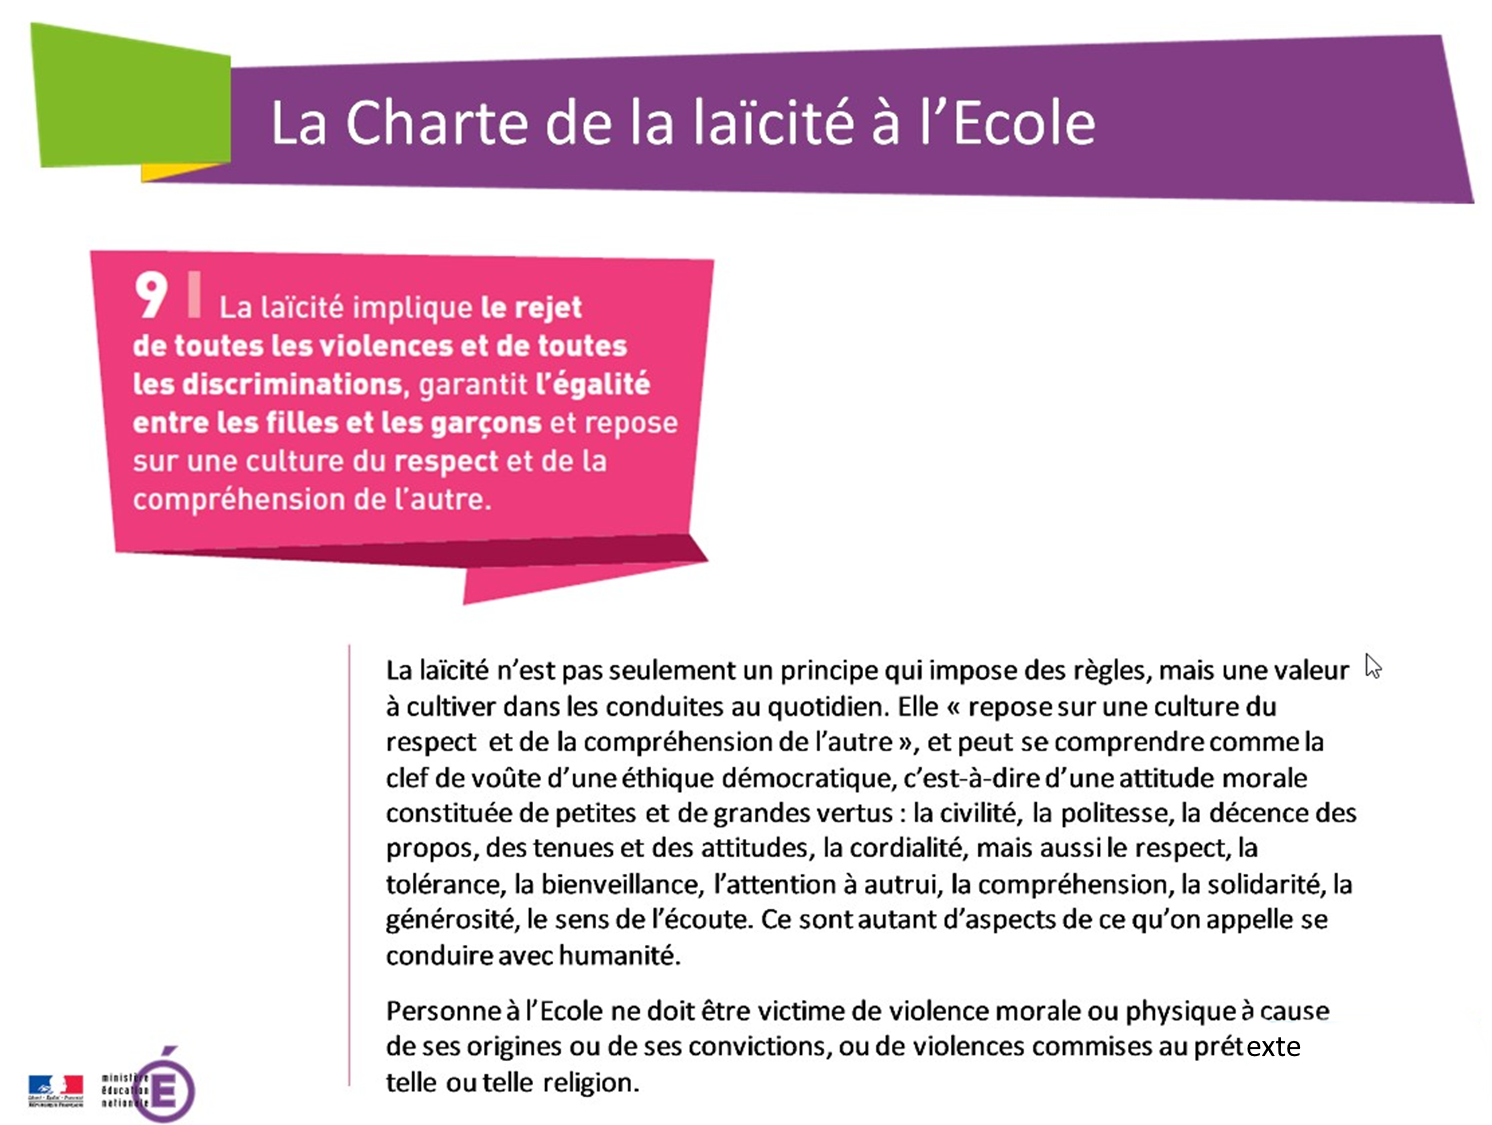 La Charte de la laïcité à l’Ecole
9 | La laïcité implique le rejet
de toutes les violences et de toutes
les discriminations, garantit l’égalité
entre les filles et les garçons et repose
sur une culture du respect et de la
compréhension de l’autre.
La laïcité n’est pas seulement un principe qui impose des règles, mais une valeur
à cultiver dans les conduites au quotidien. Elle « repose sur une culture du
respect et de la compréhension de l’autre », et peut se comprendre comme la
clef de voûte d’une éthique démocratique, c’est-à-dire d’une attitude morale
constituée de petites et de grandes vertus : la civilité, la politesse, la décence des
propos, des tenues et des attitudes, la cordialité, mais aussi le respect, la
tolérance, la bienveillance, l’attention à autrui, la compréhension, la solidarité, la
générosité, le sens de l’écoute. Ce sont autant d’aspects de ce qu’on appelle se
conduire avec humanité.
Personne à l’Ecole ne doit être victime de violence morale ou physique à cause
de ses origines ou de ses convictions, ou de violences commises au prétexte
telle ou telle religion.
ministère
éducation
nationale
É